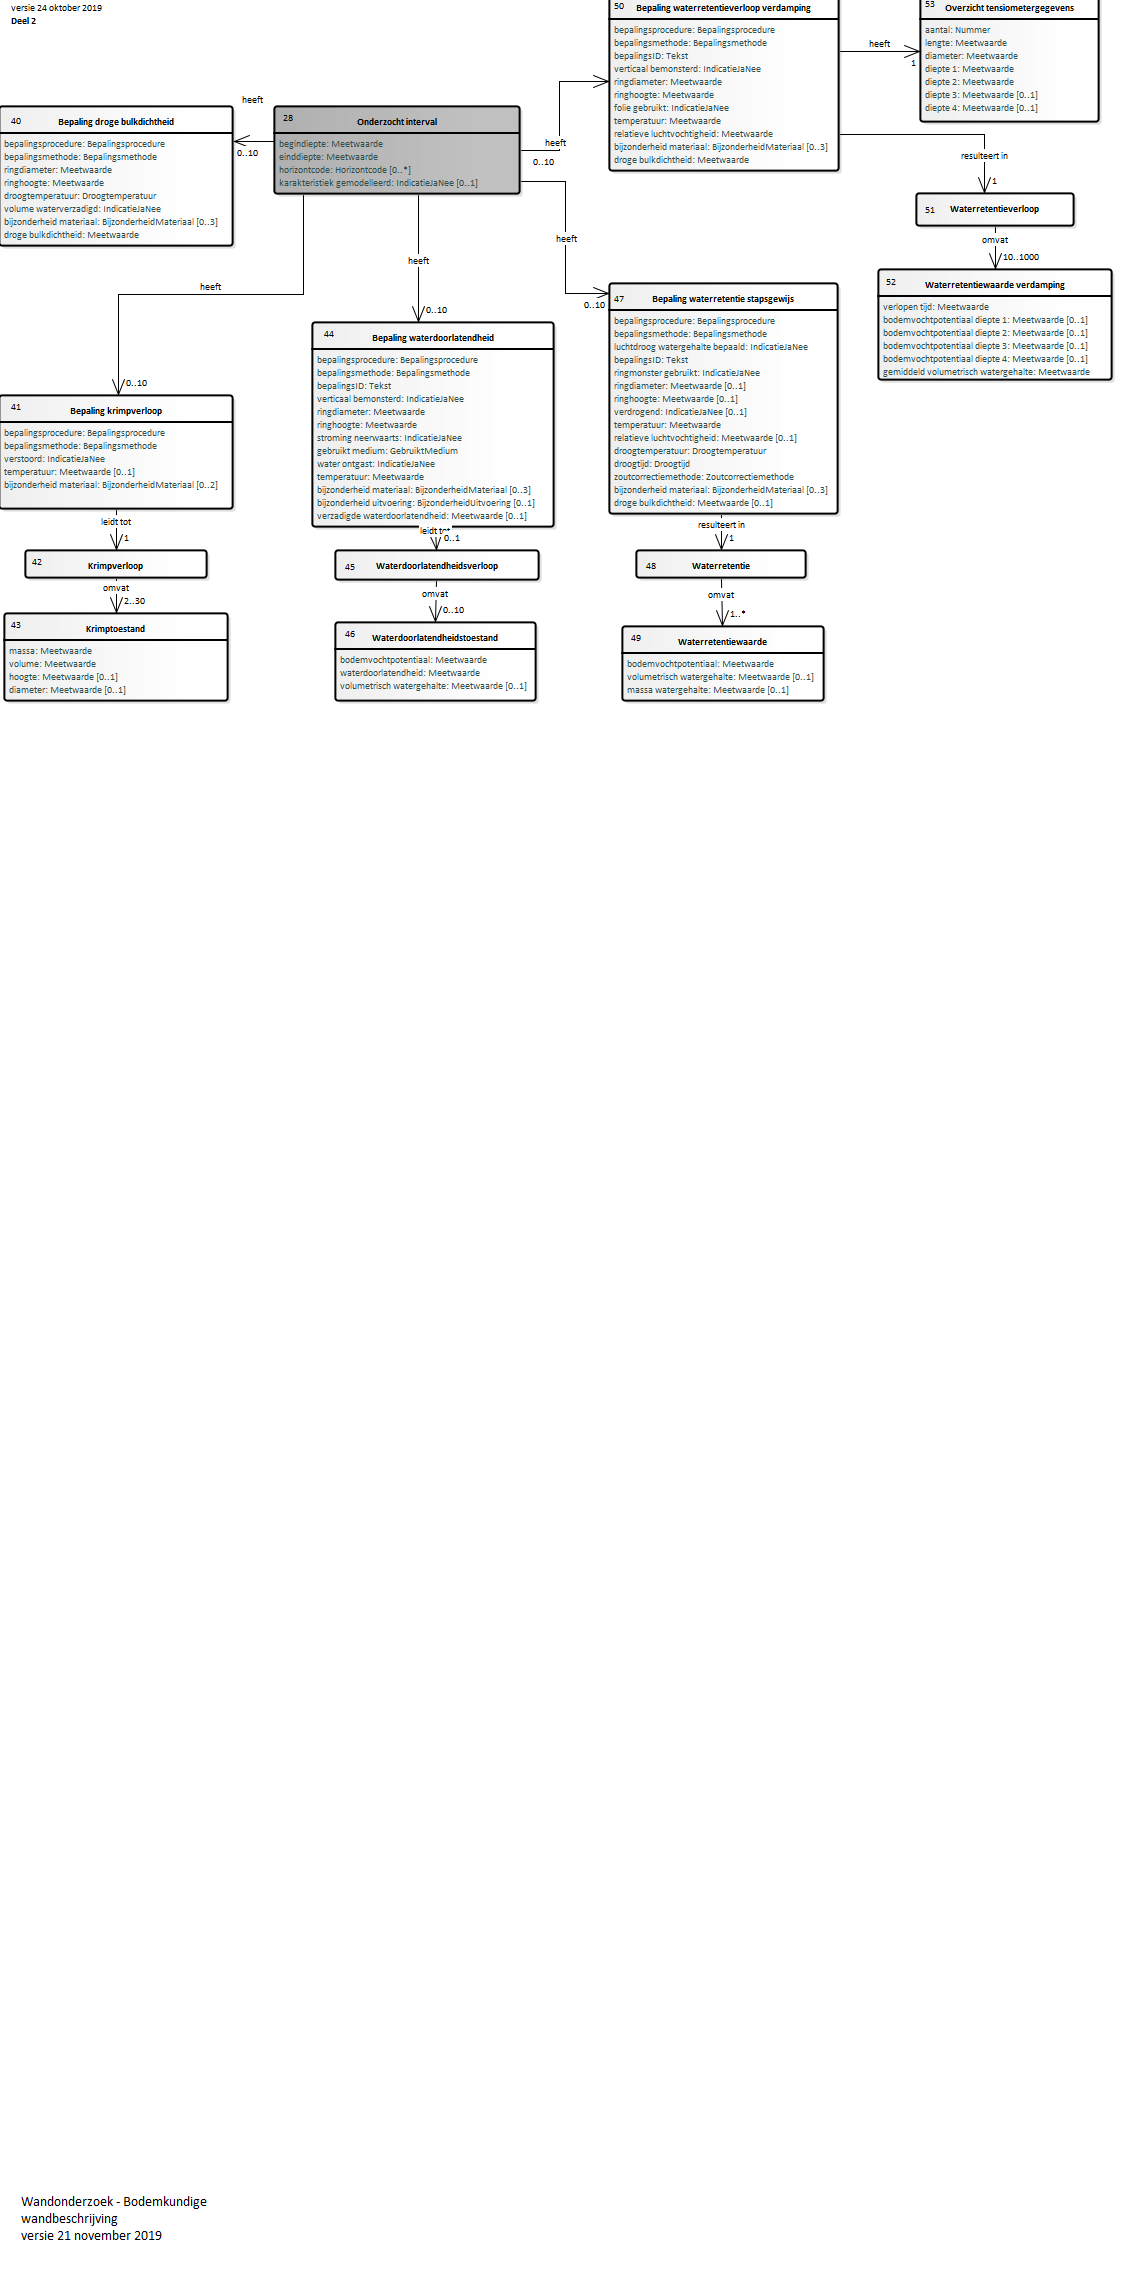 versie 24 oktober 2019
Deel 2
50 Bepaling waterretentieverloop verdamping
bepalingsprocedure: Bepalingsprocedure
bepalingsmethode: Bepalingsmethode
bepalingsID: Tekst
verticaal bemonsterd: IndicatieJaNee
ringdiameter: Meetwaarde
ringhoogte: Meetwaarde
folie gebruikt: IndicatieJaNee
temperatuur: Meetwaarde
relatieve luchtvochtigheid: Meetwaarde
bijzonderheid materiaal: BijzonderheidMateriaal [0..3]
droge bulkdichtheid: Meetwaarde
heeft
1
53 Overzicht tensiometergegevens
aantal: Nummer
lengte: Meetwaarde
diameter: Meetwaarde
diepte 1: Meetwaarde
diepte 2: Meetwaarde
diepte 3: Meetwaarde [0..1]
diepte 4: Meetwaarde [0..1]
heeft
0..10
40 Bepaling droge bulkdichtheid
bepalingsprocedure: Bepalingsprocedure
bepalingsmethode: Bepalingsmethode
ringdiameter: Meetwaarde
ringhoogte: Meetwaarde
droogtemperatuur: Droogtemperatuur
volume waterverzadigd: IndicatieJaNee
bijzonderheid materiaal: BijzonderheidMateriaal [0..3]
droge bulkdichtheid: Meetwaarde
28 Onderzocht interval
begindiepte: Meetwaarde
einddiepte: Meetwaarde
horizontcode: Horizontcode [0..*]
karakteristiek gemodelleerd: IndicatieJaNee [0..1]
heeft
0..10
resulteert in
1
51 Waterretentieverloop
omvat
10..1000
52 Waterretentiewaarde verdamping
verlopen tijd: Meetwaarde
bodemvochtpotentiaal diepte 1: Meetwaarde [0..1]
bodemvochtpotentiaal diepte 2: Meetwaarde [0..1]
bodemvochtpotentiaal diepte 3: Meetwaarde [0..1]
bodemvochtpotentiaal diepte 4: Meetwaarde [0..1]
gemiddeld volumetrisch watergehalte: Meetwaarde
heeft
0..10
heeft
0..10
heeft
0..10
41 Bepaling krimpverloop
bepalingsprocedure: Bepalingsprocedure
bepalingsmethode: Bepalingsmethode
verstoord: IndicatieJaNee
temperatuur: Meetwaarde [0..1]
bijzonderheid materiaal: BijzonderheidMateriaal [0..2]
leidt tot
1
42 Krimpverloop
omvat
2..30
43 Krimptoestand
massa: Meetwaarde
volume: Meetwaarde
hoogte: Meetwaarde [0..1]
diameter: Meetwaarde [0..1]
44 Bepaling waterdoorlatendheid
bepalingsprocedure: Bepalingsprocedure
bepalingsmethode: Bepalingsmethode
bepalingsID: Tekst
verticaal bemonsterd: IndicatieJaNee
ringdiameter: Meetwaarde
ringhoogte: Meetwaarde
stroming neerwaarts: IndicatieJaNee
gebruikt medium: GebruiktMedium
water ontgast: IndicatieJaNee
temperatuur: Meetwaarde
bijzonderheid materiaal: BijzonderheidMateriaal [0..3]
bijzonderheid uitvoering: BijzonderheidUitvoering [0..1]
verzadigde waterdoorlatendheid: Meetwaarde [0..1]
leidt tot
0..1
45 Waterdoorlatendheidsverloop
omvat
0..10
46 Waterdoorlatendheidstoestand
bodemvochtpotentiaal: Meetwaarde
waterdoorlatendheid: Meetwaarde
volumetrisch watergehalte: Meetwaarde [0..1]
47 Bepaling waterretentie stapsgewijs
bepalingsprocedure: Bepalingsprocedure
bepalingsmethode: Bepalingsmethode
luchtdroog watergehalte bepaald: IndicatieJaNee
bepalingsID: Tekst
ringmonster gebruikt: IndicatieJaNee
ringdiameter: Meetwaarde [0..1]
ringhoogte: Meetwaarde [0..1]
verdrogend: IndicatieJaNee [0..1]
temperatuur: Meetwaarde
relatieve luchtvochtigheid: Meetwaarde [0..1]
droogtemperatuur: Droogtemperatuur
droogtijd: Droogtijd
zoutcorrectiemethode: Zoutcorrectiemethode
bijzonderheid materiaal: BijzonderheidMateriaal [0..3]
droge bulkdichtheid: Meetwaarde [0..1]
resulteert in
1
48 Waterretentie
omvat
1..*
49 Waterretentiewaarde
bodemvochtpotentiaal: Meetwaarde
volumetrisch watergehalte: Meetwaarde [0..1]
massa watergehalte: Meetwaarde [0..1]
Wandonderzoek - Bodemkundige
wandbeschrijving
versie 21 november 2019